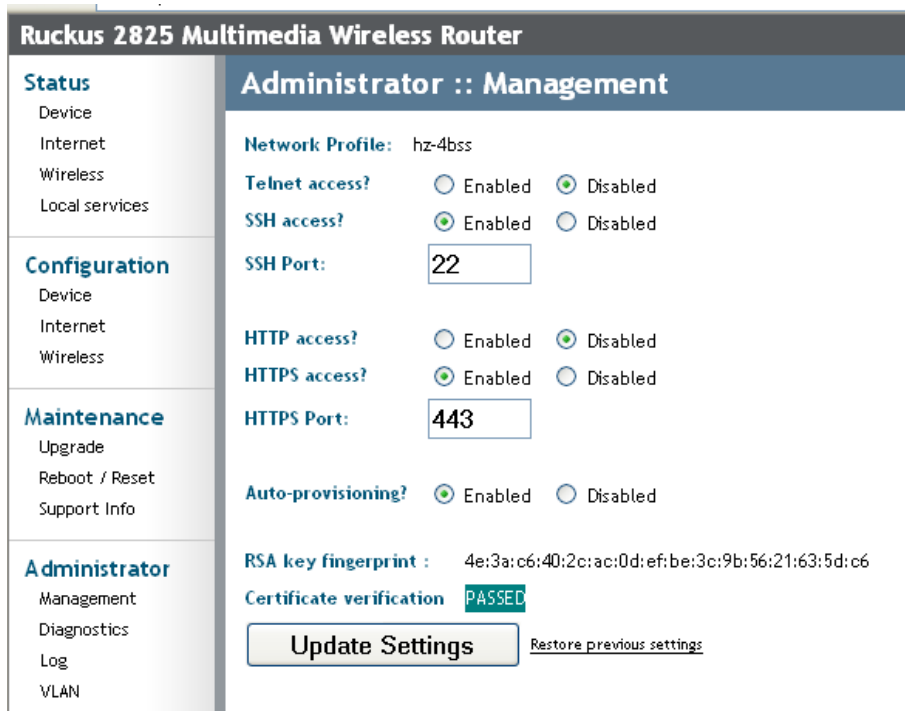 Ruckus 2825 Multimedia Wireless Router
Status
Device
Internet
Wireless
Local services
Configuration
Device
Internet
Wireless
Maintenance
Upgrade
Reboot / Reset
Support Info
Administrator
Management
Diagnostics
Log
VLAN
Administrator :: Management
Network Profile: hz-4bss
Telnet access? Enabled Disabled
SSH access? Enabled Disabled
SSH Port: 22
HTTP access? Enabled Disabled
HTTPS access? Enabled Disabled
HTTPS Port: 443
Auto-provisioning? Enabled Disabled
RSA key fingerprint : 4e:3a:c6:40:2c:ac:0d:ef:be:3c:9b:56:21:63:5d:c6
Certificate verification PASSED
Update Settings Restore previous settings